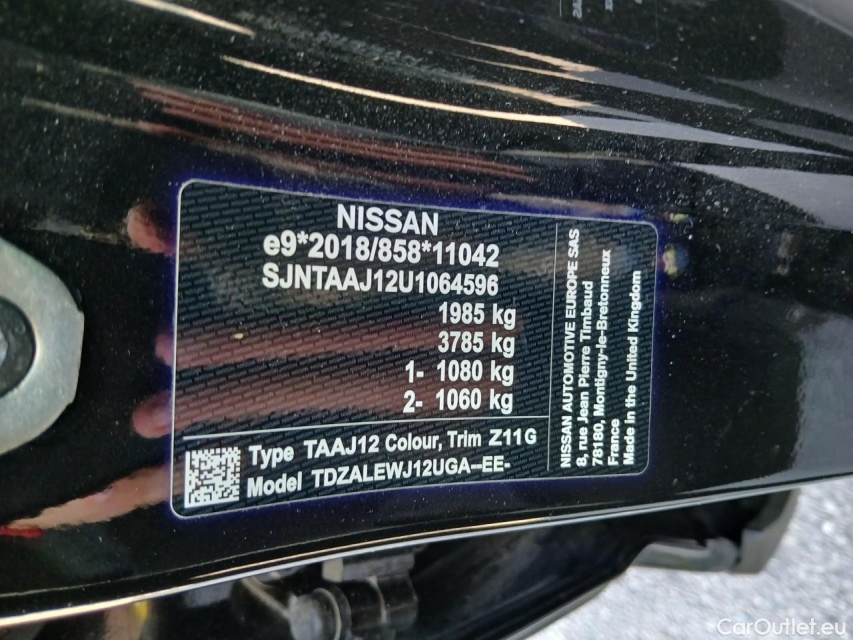 NISSAN
e9*2018/858*11042
SJNTAAJ12U1064596
1985 kg
3785 kg
1- 1080 kg
2- 1060 kg
Type TAAJ12 Colour, Trim Z11G
Model TDZALEWJ12UGA--EE-
NISSAN AUTOMOTIVE EUROPE SAS
8, rue Jean Pierre Timbaud
78180, Montigny-le-Bretonneux
France
Made in the United Kingdom
CarOutlet.eu